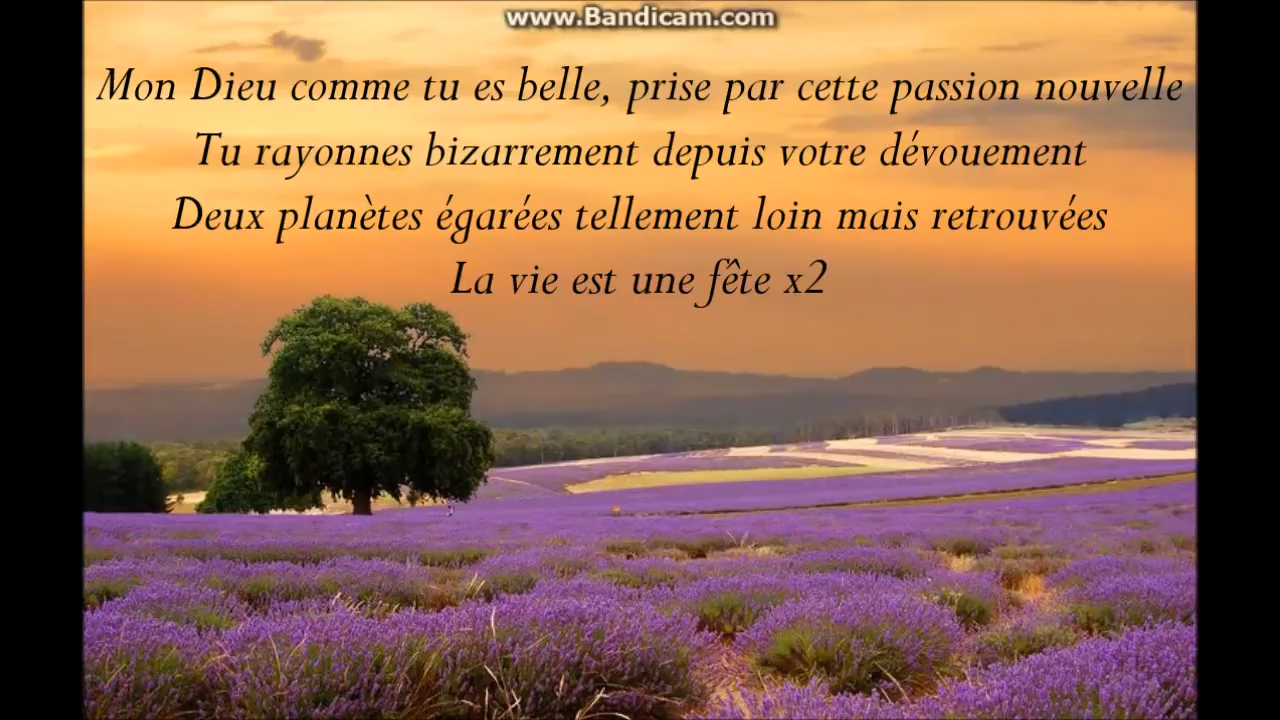 www.Bandicam.com
Mon Dieu comme tu es belle, prise par cette passion nouvelle
Tu rayonnes bizarrement depuis votre dévouement
Deux planètes égarées tellement loin mais retrouvées
La vie est une fête x2